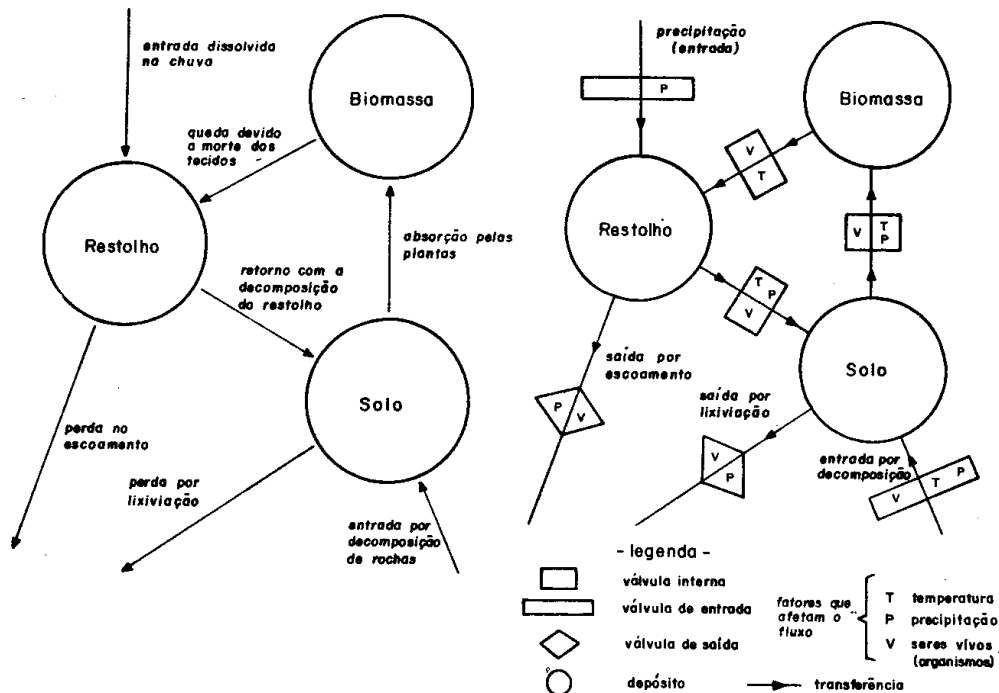 entrada dissolvida
na chuva
Biomassa
queda devido
a morte dos
tecidos
Restolho
absorção pelas
plantas
retorno com a
decomposição
do restolho
Solo
perda no
escoamento
perda por
lixiviação
entrada por
decomposição
de rochas
precipitação
(entrada)
P
Biomassa
V
T
Restolho
V
T
P
T
P
V
Solo
saída por
escoamento
P
V
saída por
lixiviação
V
P
entrada por
decomposição
V
T
P
- legenda -
válvula interna
válvula de entrada
válvula de saída
depósito
transferência
fatores que
afetam o
fluxo
T temperatura
P precipitação
V seres vivos
(organismos)